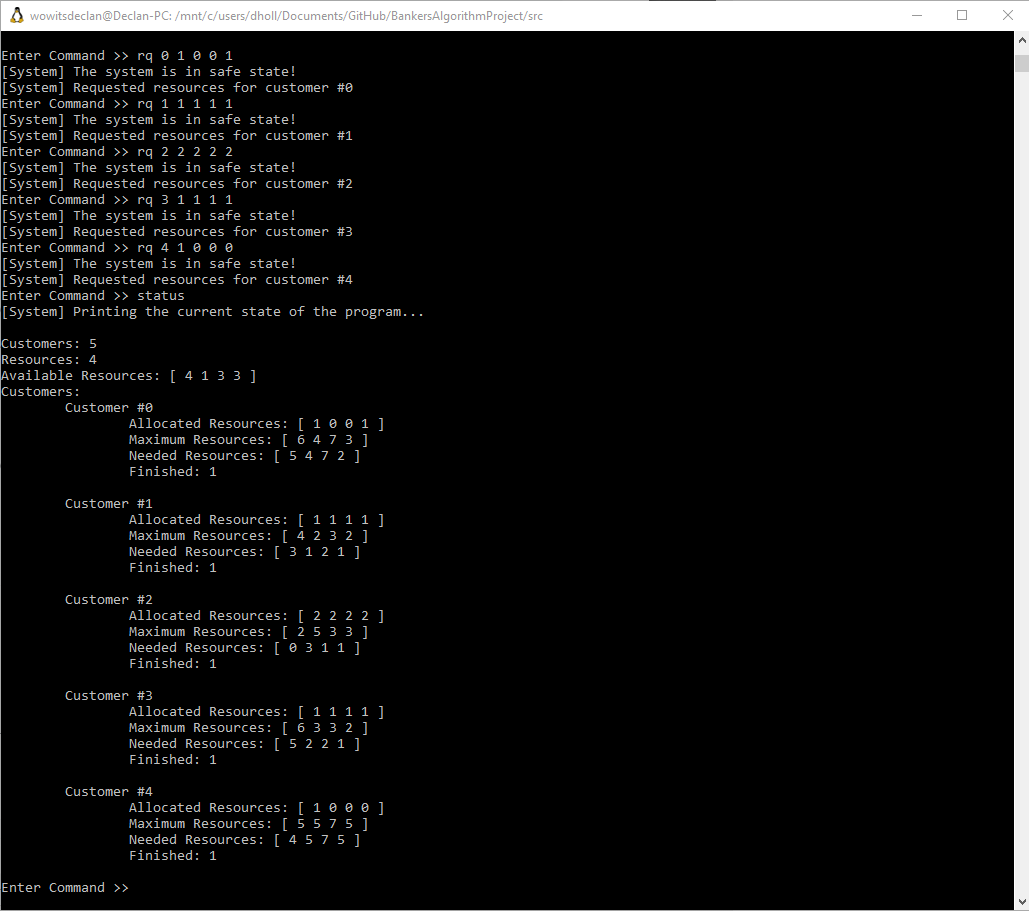 wowitsdeclan@Declan-PC: /mnt/c/users/dholl/Documents/GitHub/BankersAlgorithmProject/src
Enter Command >> rq 0 1 0 0 1
[System] The system is in safe state!
[System] Requested resources for customer #0
Enter Command >> rq 1 1 1 1 1
[System] The system is in safe state!
[System] Requested resources for customer #1
Enter Command >> rq 2 2 2 2 2
[System] The system is in safe state!
[System] Requested resources for customer #2
Enter Command >> rq 3 1 1 1 1
[System] The system is in safe state!
[System] Requested resources for customer #3
Enter Command >> rq 4 1 0 0 0
[System] The system is in safe state!
[System] Requested resources for customer #4
Enter Command >> status
[System] Printing the current state of the program...
Customers: 5
Resources: 4
Available Resources: [ 4 1 3 3 ]
Customers:
Customer #0
Allocated Resources: [ 1 0 0 1 ]
Maximum Resources: [ 6 4 7 3 ]
Needed Resources: [ 5 4 7 2 ]
Finished: 1
Customer #1
Allocated Resources: [ 1 1 1 1 ]
Maximum Resources: [ 4 2 3 2 ]
Needed Resources: [ 3 1 2 1 ]
Finished: 1
Customer #2
Allocated Resources: [ 2 2 2 2 ]
Maximum Resources: [ 2 5 3 3 ]
Needed Resources: [ 0 3 1 1 ]
Finished: 1
Customer #3
Allocated Resources: [ 1 1 1 1 ]
Maximum Resources: [ 6 3 3 2 ]
Needed Resources: [ 5 2 2 1 ]
Finished: 1
Customer #4
Allocated Resources: [ 1 0 0 0 ]
Maximum Resources: [ 5 5 7 5 ]
Needed Resources: [ 4 5 7 5 ]
Finished: 1
Enter Command >>